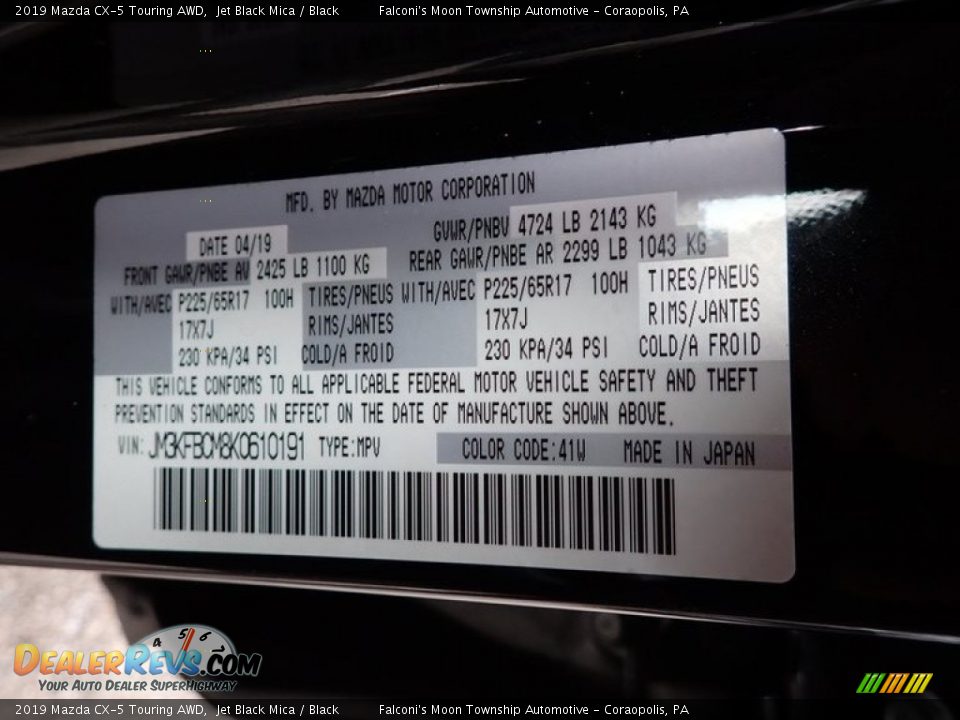 2019 Mazda CX-5 Touring AWD, Jet Black Mica / Black Falconi's Moon Township Automotive - Coraopolis, PA
MFD. BY MAZDA MOTOR CORPORATION
DATE 04/19 GVWR/PNBV 4724 LB 2143 KG
FRONT GAWR/PNBE AV 2425 LB 1100 KG REAR GAWR/PNBE AR 2299 LB 1043 KG
WITH/AVEC P225/65R17 100H TIRES/PNEUS WITH/AVEC P225/65R17 100H TIRES/PNEUS
17X7J RIMS/JANTES 17X7J RIMS/JANTES
230 KPA/34 PSI COLD/A FROID 230 KPA/34 PSI COLD/A FROID
THIS VEHICLE CONFORMS TO ALL APPLICABLE FEDERAL MOTOR VEHICLE SAFETY AND THEFT
PREVENTION STANDARDS IN EFFECT ON THE DATE OF MANUFACTURE SHOWN ABOVE.
VIN: JM3KFBCM8K0610191 TYPE:MPV COLOR CODE:41W MADE IN JAPAN
4 5 6
DEALERREVS.COM
YOUR AUTO DEALER SUPERHIGHWAY
2019 Mazda CX-5 Touring AWD, Jet Black Mica / Black Falconi's Moon Township Automotive - Coraopolis, PA